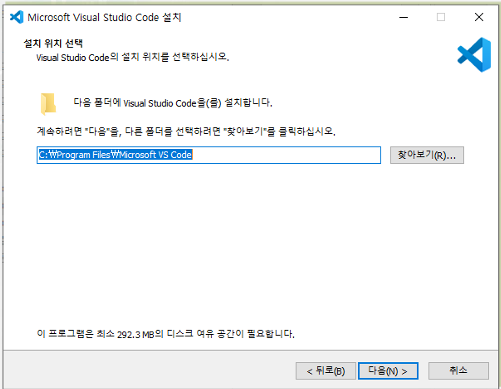 Microsoft Visual Studio Code 설치
설치 위치 선택
Visual Studio Code의 설치 위치를 선택하십시오.
다음 폴더에 Visual Studio Code을(를) 설치합니다.
계속하려면 "다음"을, 다른 폴더를 선택하려면 "찾아보기"를 클릭하십시오.
C:₩Program Files₩Microsoft VS Code
찾아보기(R)...
이 프로그램은 최소 292.3 MB의 디스크 여유 공간이 필요합니다.
< 뒤로(B)
다음(N) >
취소